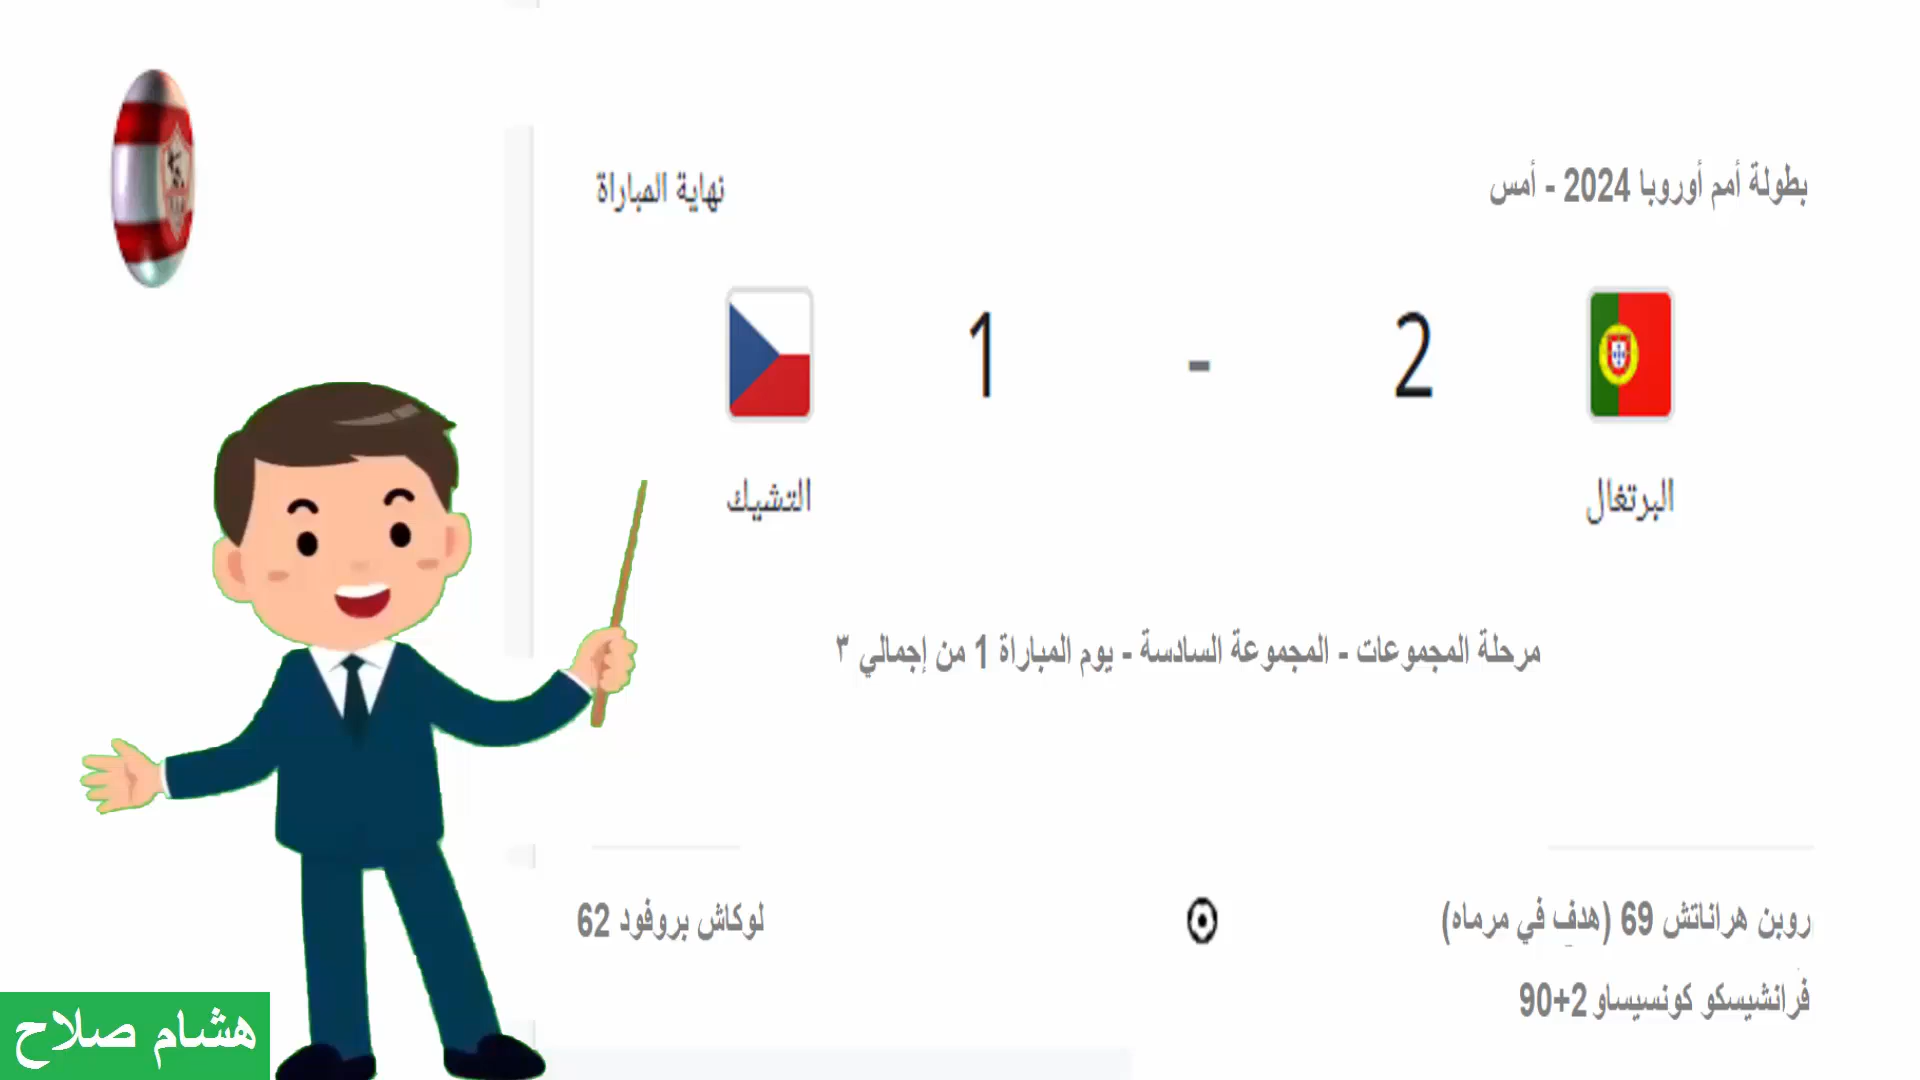 بطولة أمم أوروبا 2024 - أمس
نهاية المباراة
2 - 1
البرتغال
التشيك
مرحلة المجموعات - المجموعة السادسة - يوم المباراة 1 من إجمالي ٣
روبن هراناتش 69 (هدف في مرماه)
لوكاش بروفود 62
فرانشيسكو كونسيساو 2+90
هشام صلاح